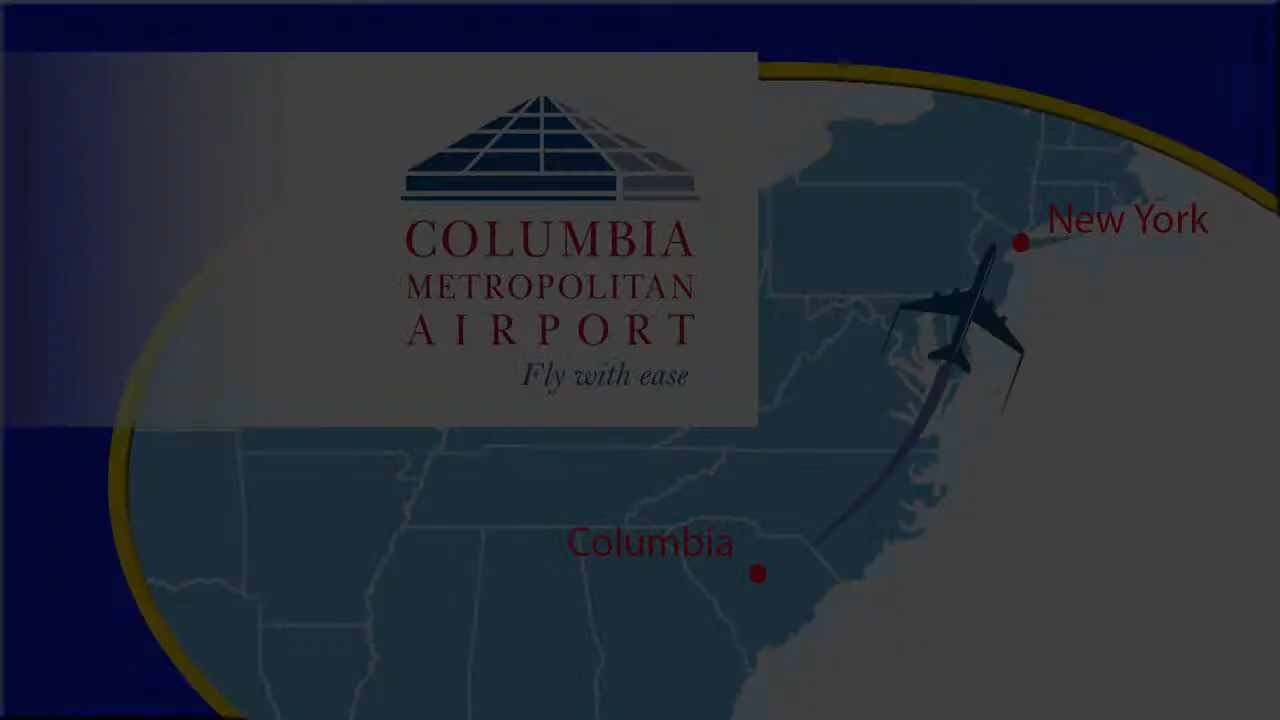 COLUMBIA
METROPOLITAN
AIRPORT
Fly with ease
New York
Columbia